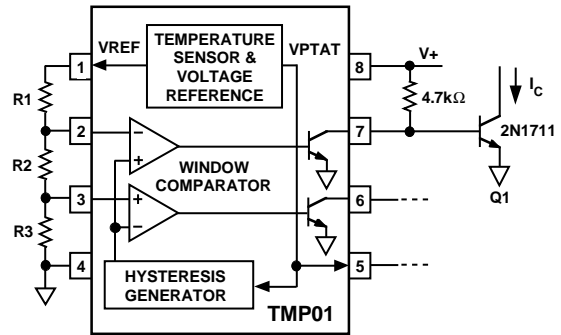 TEMPERATURE
SENSOR &
VOLTAGE
REFERENCE
VREF
VPTAT
1
8
V+
R1
4.7kΩ
IC
2
7
2N1711
–
+
R2
WINDOW
COMPARATOR
Q1
3
6
+
–
R3
4
5
HYSTERESIS
GENERATOR
TMP01